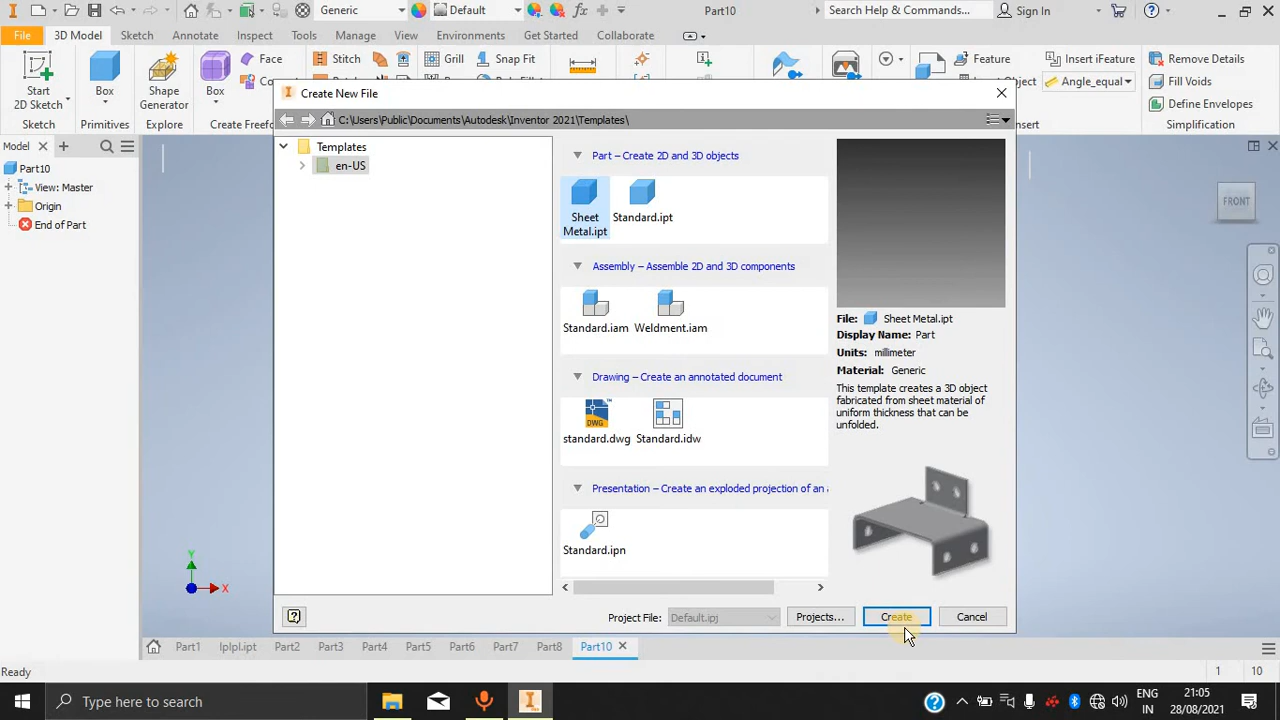 Generic
Default
Part10
Search Help & Commands...
Sign In
File
3D Model
Sketch
Annotate
Inspect
Tools
Manage
View
Environments
Get Started
Collaborate
Start
2D Sketch
Sketch
Box
Primitives
Shape
Generator
Explore
Box
Face
Create Freefo
Stitch
Grill
Snap Fit
Feature
Object
Insert iFeature
Angle_equal
nsert
Remove Details
Fill Voids
Define Envelopes
Simplification
Model
Part10
View: Master
Origin
End of Part
Create New File
C:\Users\Public\Documents\Autodesk\Inventor 2021\Templates\
Templates
en-US
Part – Create 2D and 3D objects
Sheet
Metal.ipt
Standard.ipt
Assembly – Assemble 2D and 3D components
Standard.iam
Weldment.iam
Drawing – Create an annotated document
DWG
standard.dwg
Standard.idw
Presentation – Create an exploded projection of an a
Standard.ipn
File: Sheet Metal.ipt
Display Name: Part
Units: millimeter
Material: Generic
This template creates a 3D object
fabricated from sheet material of
uniform thickness that can be
unfolded.
Project File:
Default.ipj
Projects...
Create
Cancel
FRONT
Y
X
Part1
lplpl.ipt
Part2
Part3
Part4
Part5
Part6
Part7
Part8
Part10
Ready
1
10
Type here to search
ENG
IN
21:05
28/08/2021